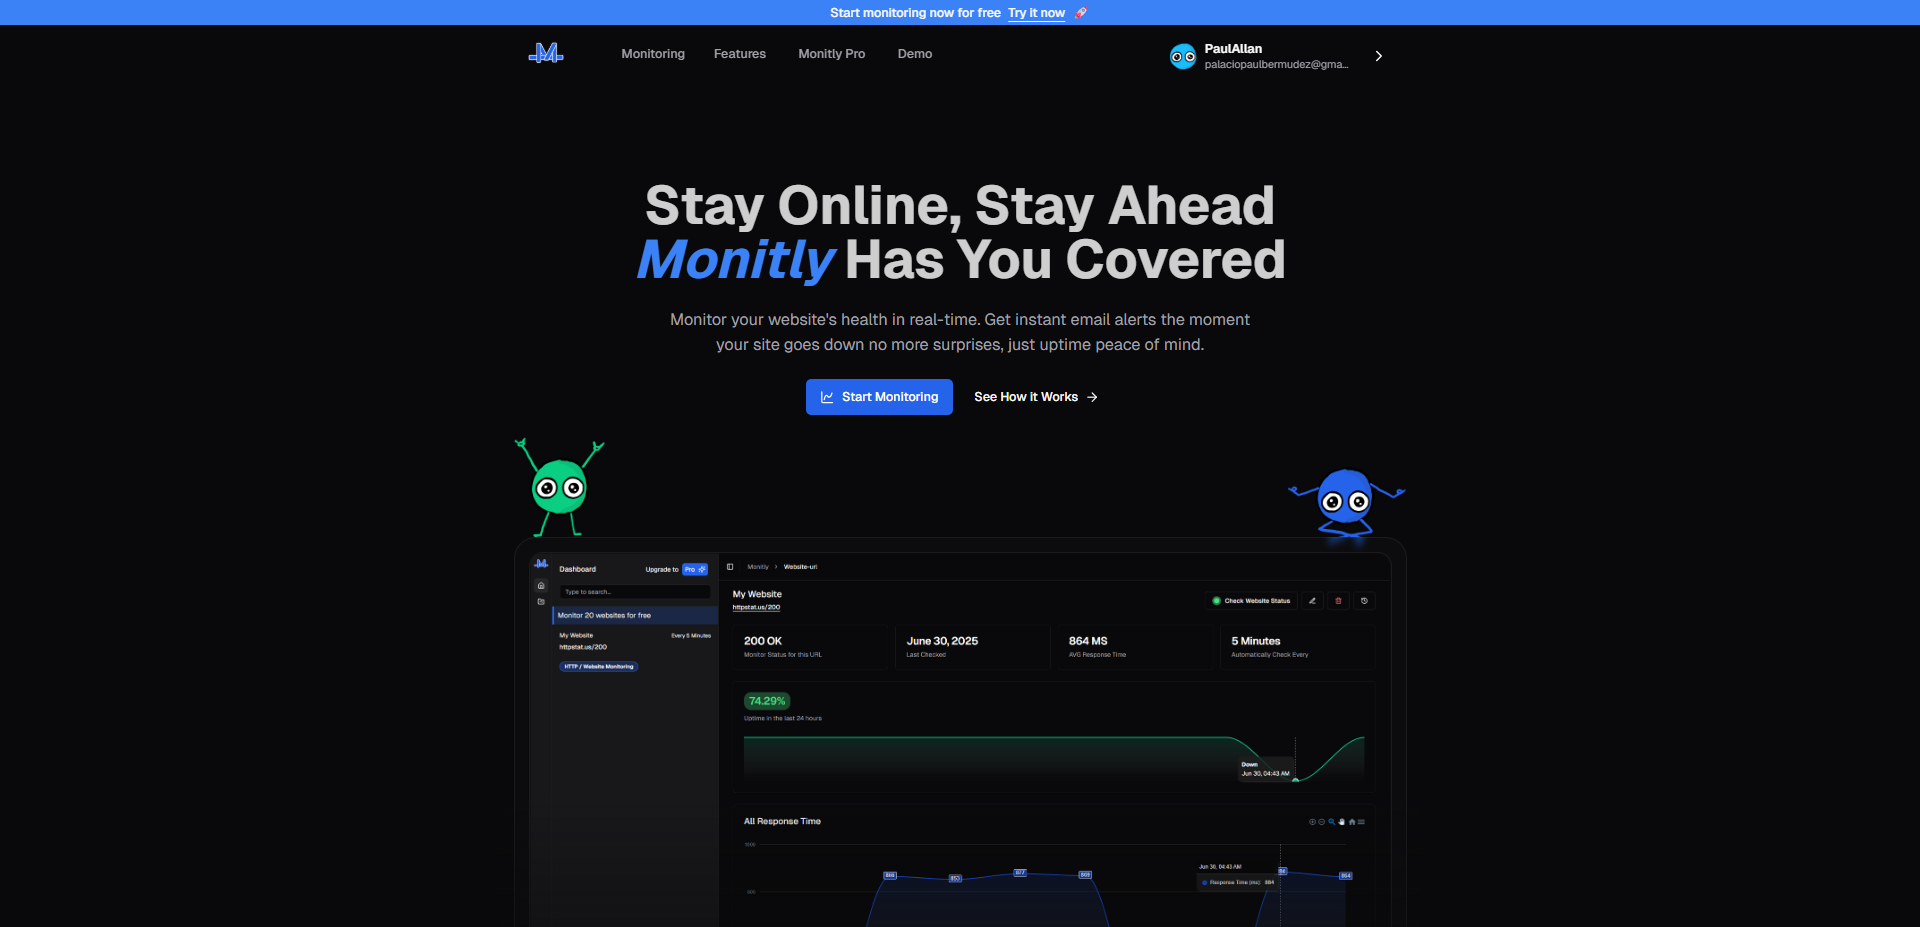 Start monitoring now for free Try it now 🚀
M
Monitoring
Features
Monitly Pro
Demo
PaulAllan
palaciopaulbermudez@gma...
Stay Online, Stay Ahead
Monitly Has You Covered
Monitor your website's health in real-time. Get instant email alerts the moment
your site goes down no more surprises, just uptime peace of mind.
Start Monitoring
See How it Works →
M
Dashboard
Upgrade to Pro
Type to search...
Monitor 20 websites for free
My Website
Every 5 Minutes
httpstat.us/200
HTTP / Website Monitoring
Monitly > Website-url
My Website
httpstat.us/200
Check Website Status
200 OK
Monitor Status for this URL
June 30, 2025
Last Checked
864 MS
AVG Response Time
5 Minutes
Automatically Check Every
74.29%
Uptime in the last 24 hours
Down
Jun 30, 04:43 AM
All Response Time
Jun 30, 04:43 AM
Response Time (ms): 864
877
864